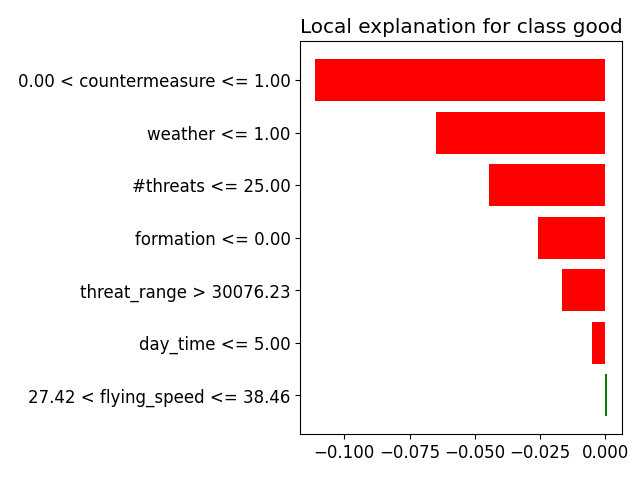 Local explanation for class good
0.00 < countermeasure <= 1.00
weather <= 1.00
#threats <= 25.00
formation <= 0.00
threat_range > 30076.23
day_time <= 5.00
27.42 < flying_speed <= 38.46
−0.100 −0.075 −0.050 −0.025 0.000